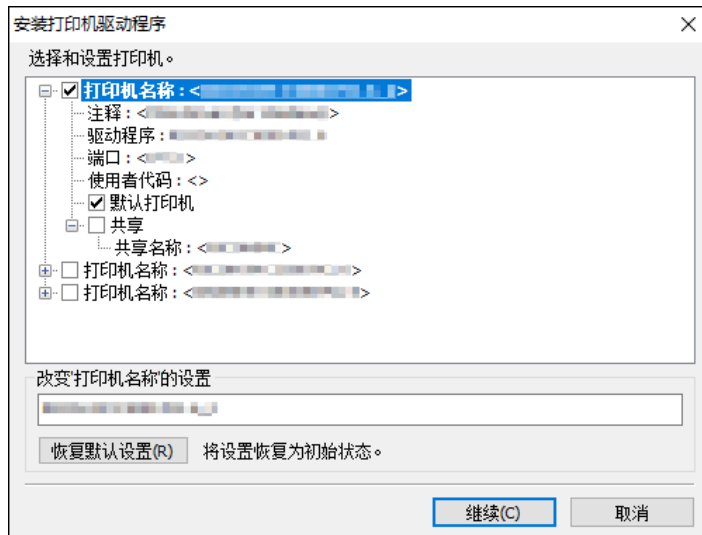 安装打印机驱动程序
选择和设置打印机。
打印机名称:< >
注释:< >
驱动程序:
端口:< >
使用者代码:<>
默认打印机
共享
共享名称:< >
打印机名称:< >
打印机名称:< >
改变'打印机名称'的设置
恢复默认设置(R) 将设置恢复为初始状态。
继续(C) 取消